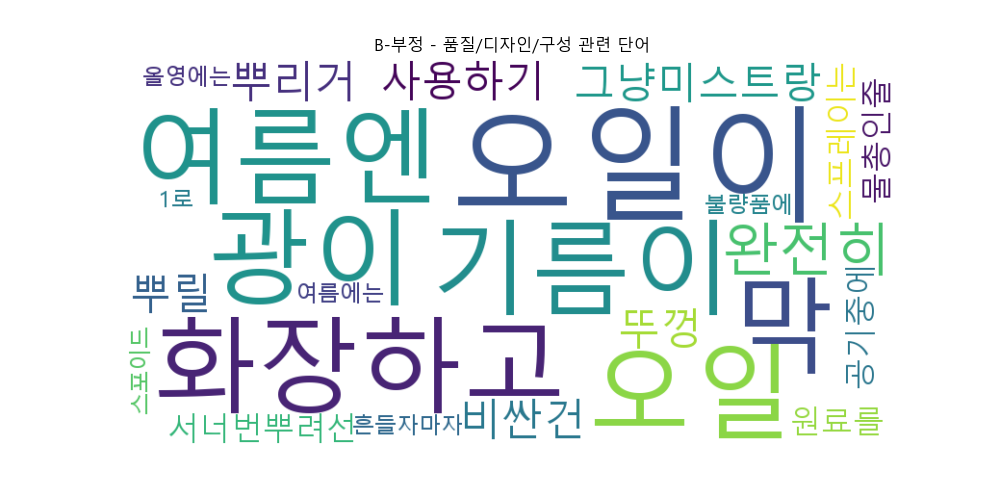 B-부정 - 품질/디자인/구성 관련 단어
올영에는
뿌리거
사용하기
그냥미스트랑
스프레이는
물층인줄
여름엔
오일이
1로
불량품에
광이
기름이
완전히
뿌릴
여름에는
막
공기중에
스포이드
화장하고
뚜껑
오일
서너번뿌려선
흔들자마자
비싼건
원료를